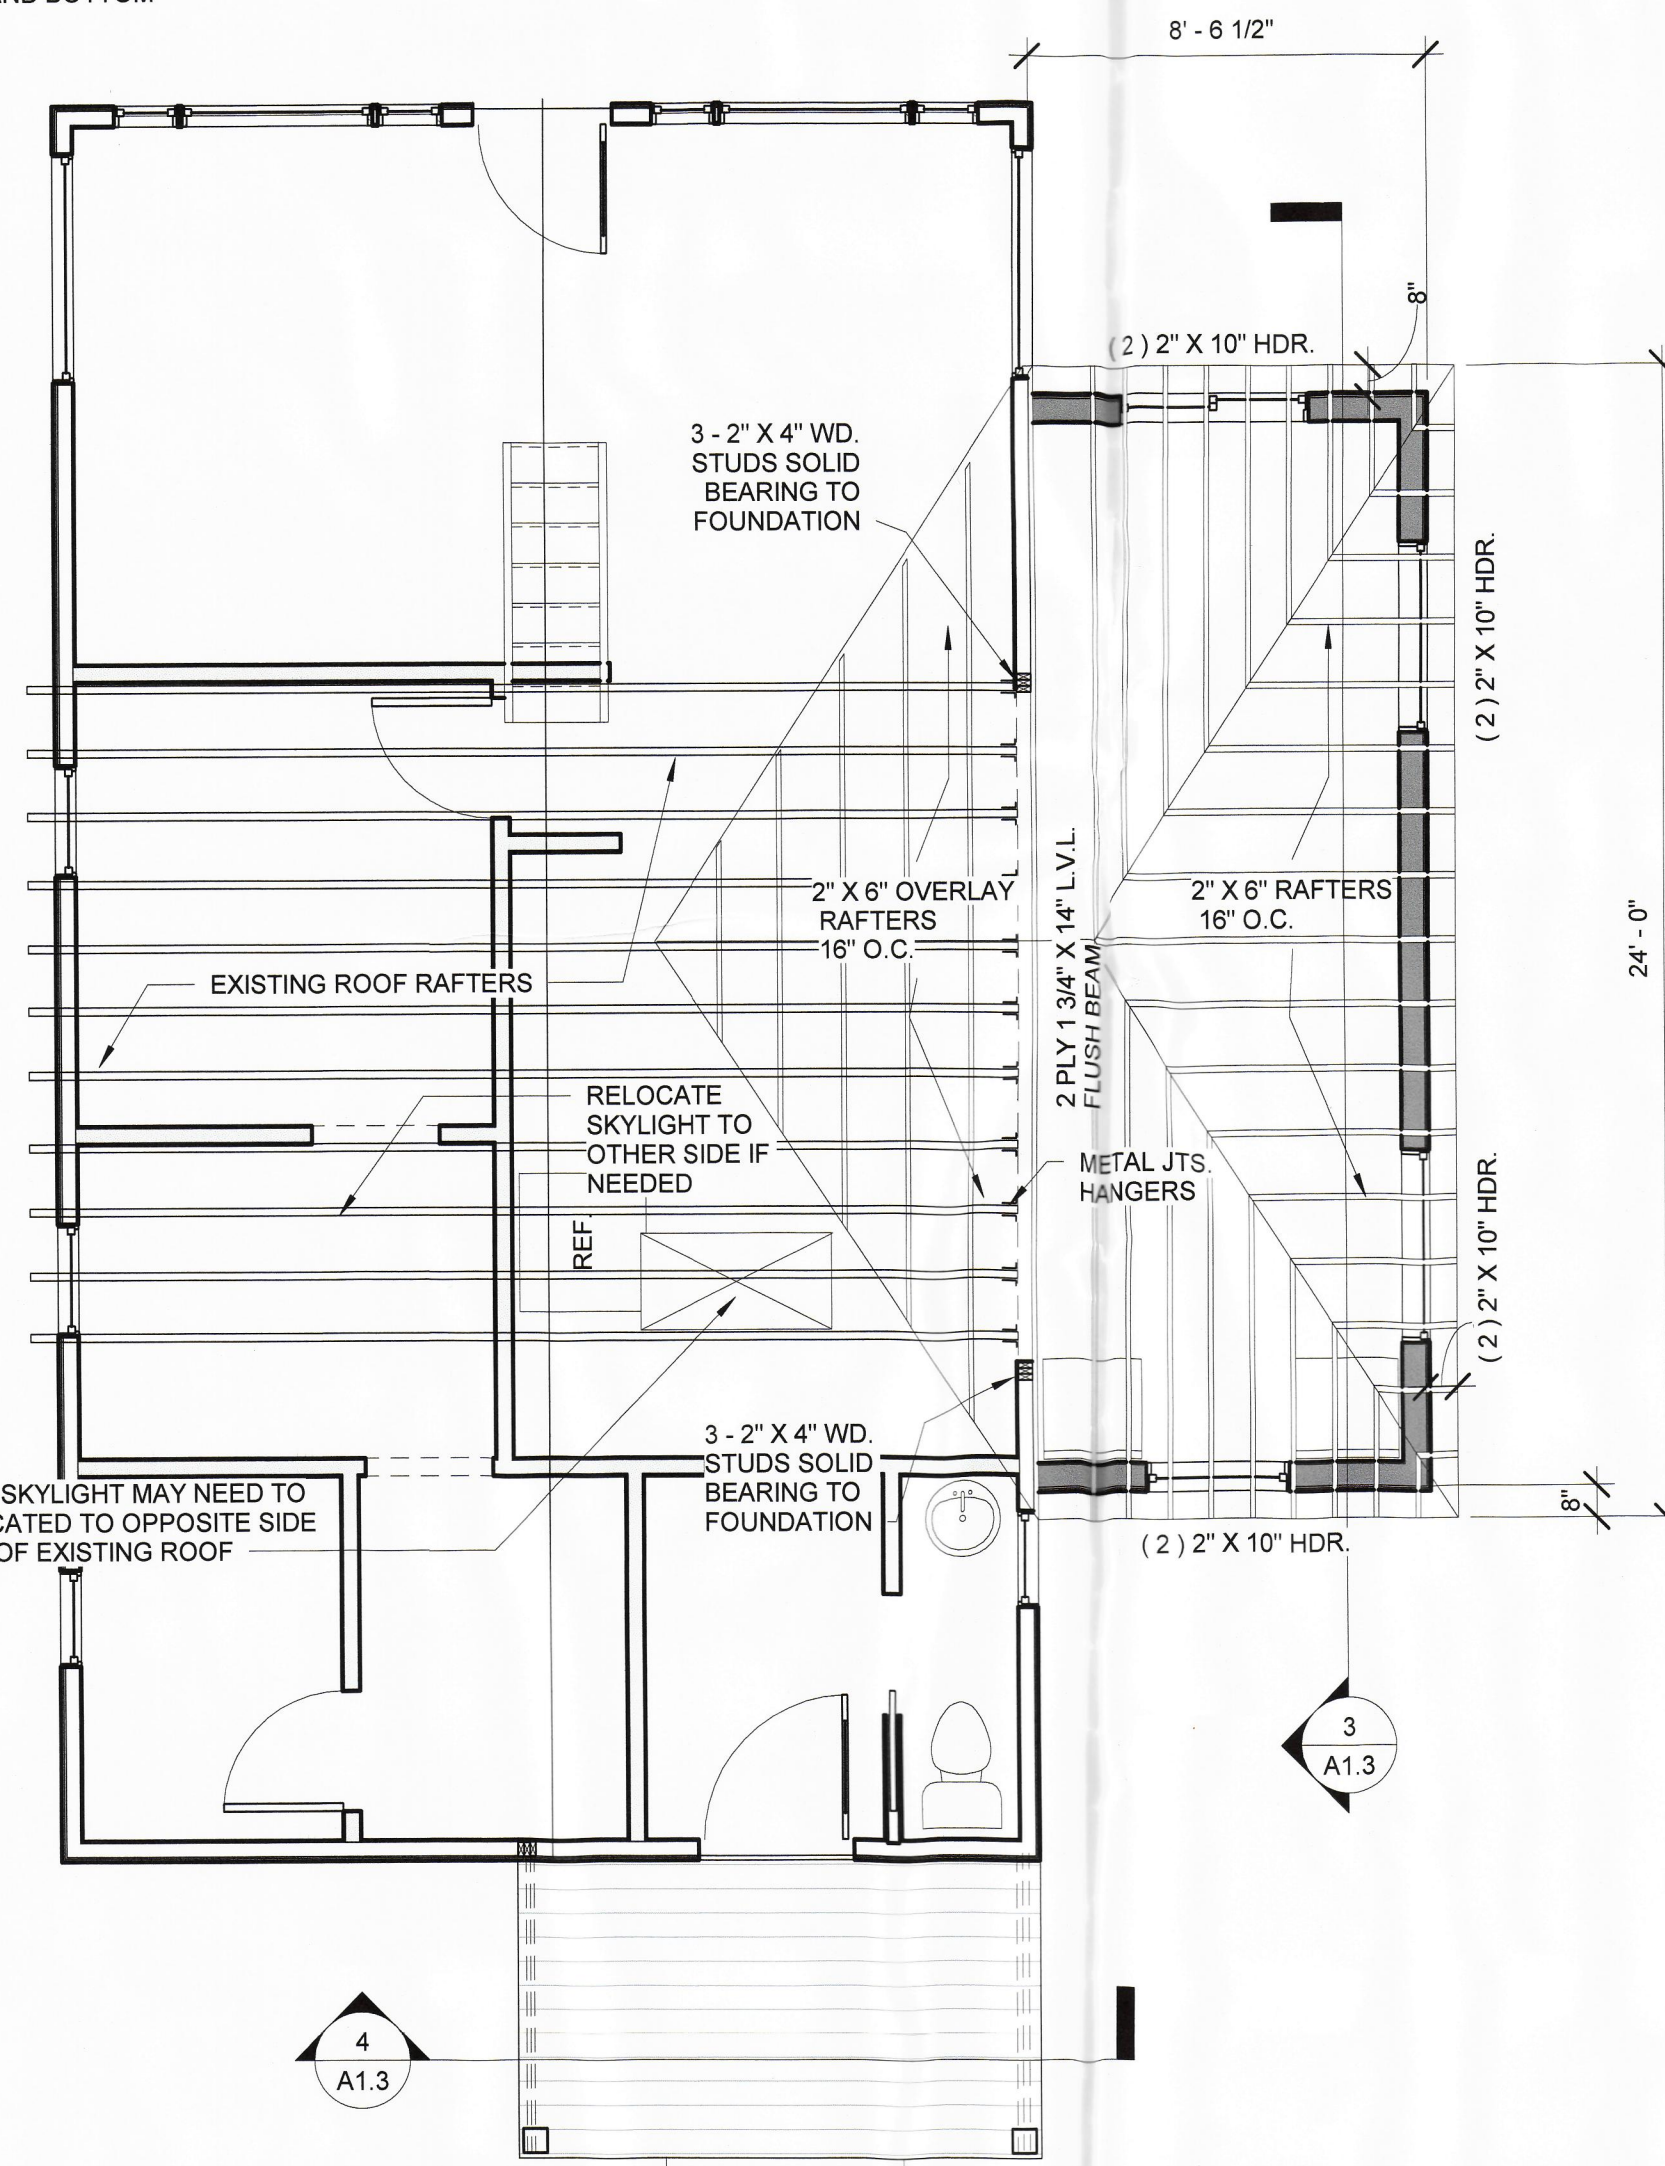 AND BOTTOM
8' - 6 1/2"
8"
( 2 ) 2" X 10" HDR.
3 - 2" X 4" WD.
STUDS SOLID
BEARING TO
FOUNDATION
( 2 ) 2" X 10" HDR.
2" X 6" OVERLAY
RAFTERS
16" O.C.
2 PLY 1 3/4" X 14" L.V.L.
FLUSH BEAM
2" X 6" RAFTERS
16" O.C.
24' - 0"
EXISTING ROOF RAFTERS
RELOCATE
SKYLIGHT TO
OTHER SIDE IF
NEEDED
METAL JTS.
HANGERS
REF.
( 2 ) 2" X 10" HDR.
3 - 2" X 4" WD.
STUDS SOLID
BEARING TO
FOUNDATION
SKYLIGHT MAY NEED TO
CATED TO OPPOSITE SIDE
OF EXISTING ROOF
8"
( 2 ) 2" X 10" HDR.
3
A1.3
4
A1.3